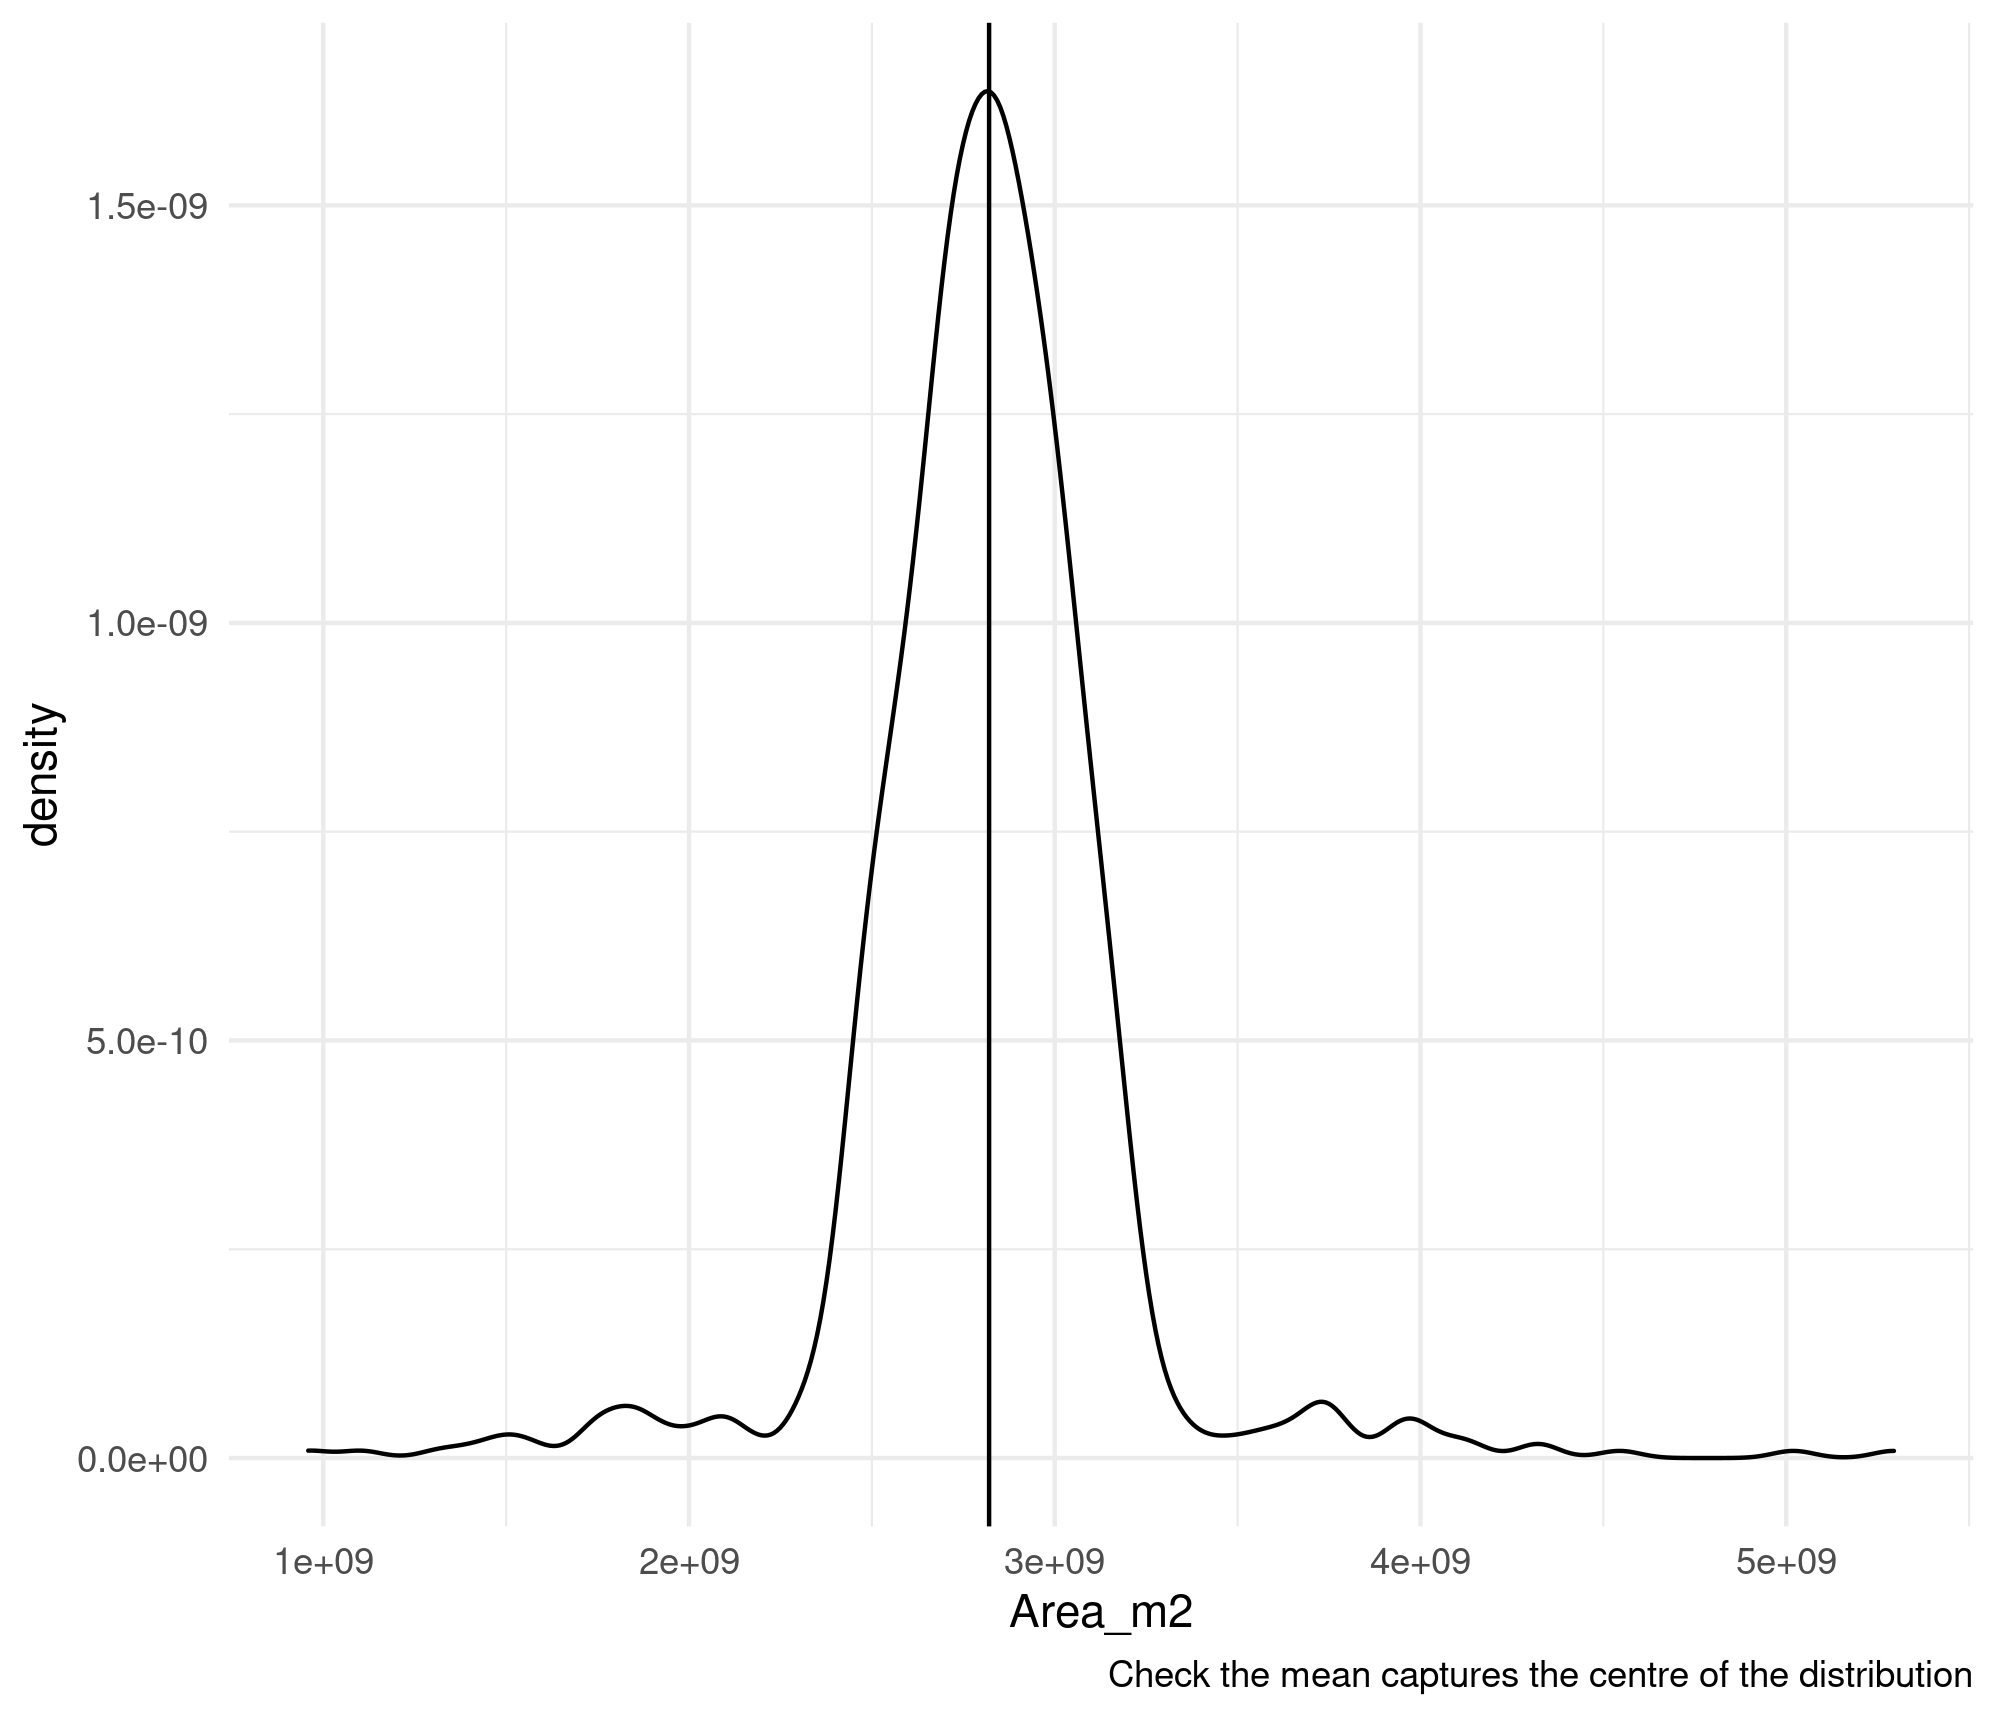 1.5e-09
1.0e-09
density
5.0e-10
0.0e+00
1e+09 2e+09 3e+09 4e+09 5e+09
Area_m2
Check the mean captures the centre of the distribution